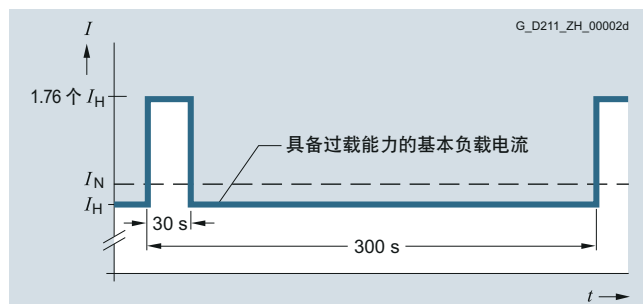 G_D211_ZH_00002d
I
1.76 个 IH
具备过载能力的基本负载电流
IN
IH
30 s
300 s
t